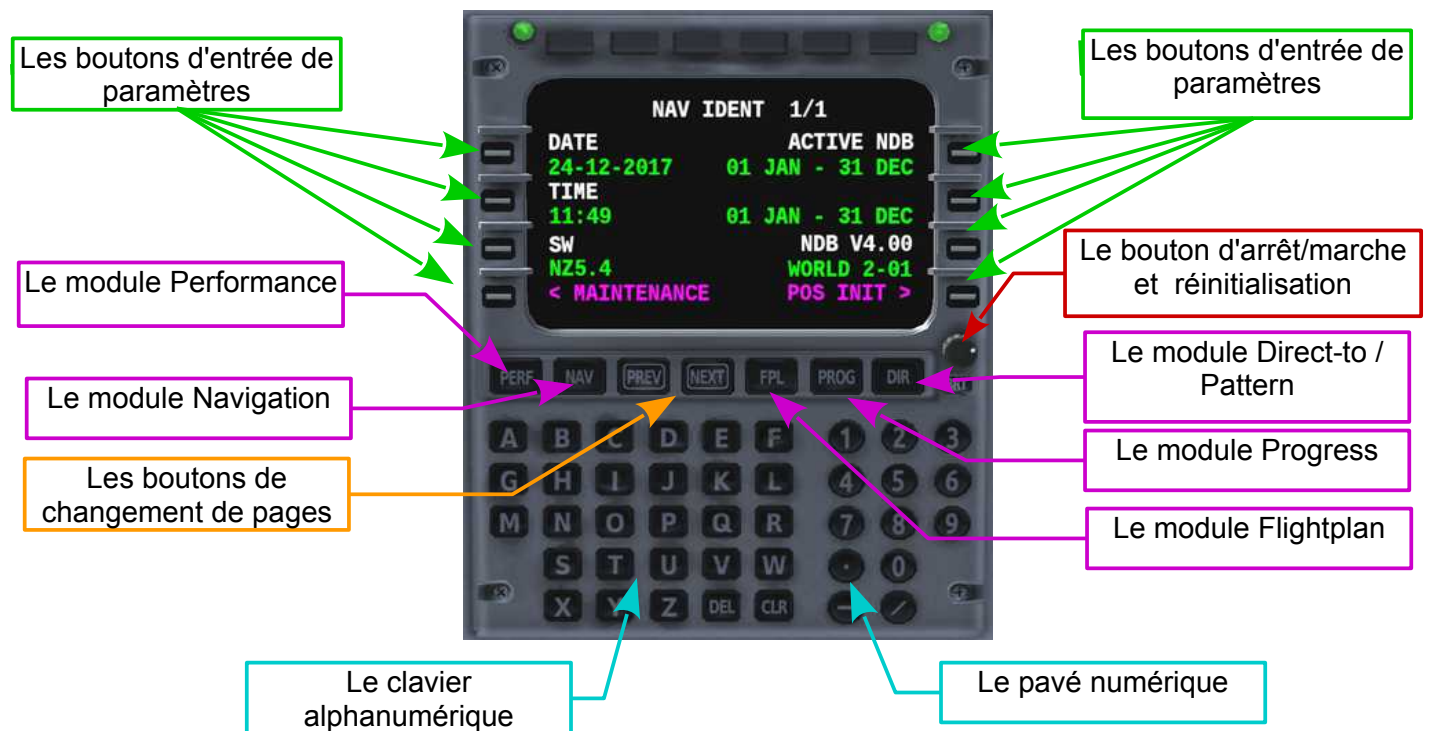 Les boutons d'entrée de
paramètres
Les boutons d'entrée de
paramètres
NAV IDENT 1/1
DATE ACTIVE NDB
24-12-2017 01 JAN - 31 DEC
TIME
11:49 01 JAN - 31 DEC
SW NDB V4.00
NZ5.4 WORLD 2-01
< MAINTENANCE POS INIT >
Le module Performance
Le bouton d'arrêt/marche
et réinitialisation
Le module Navigation
Le module Direct-to /
Pattern
PERF NAV PREV NEXT FPL PROG DIR
Les boutons de
changement de pages
Le module Progress
Le module Flightplan
A B C D E F 1 2 3
G H I J K L 4 5 6
M N O P Q R 7 8 9
S T U V W · 0
X Y Z DEL CLR - /
Le clavier
alphanumérique
Le pavé numérique